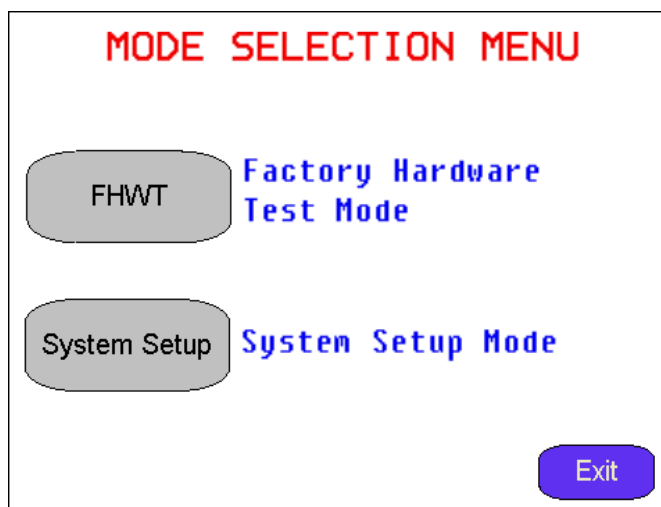 MODE SELECTION MENU
FHWT
Factory Hardware
Test Mode
System Setup
System Setup Mode
Exit